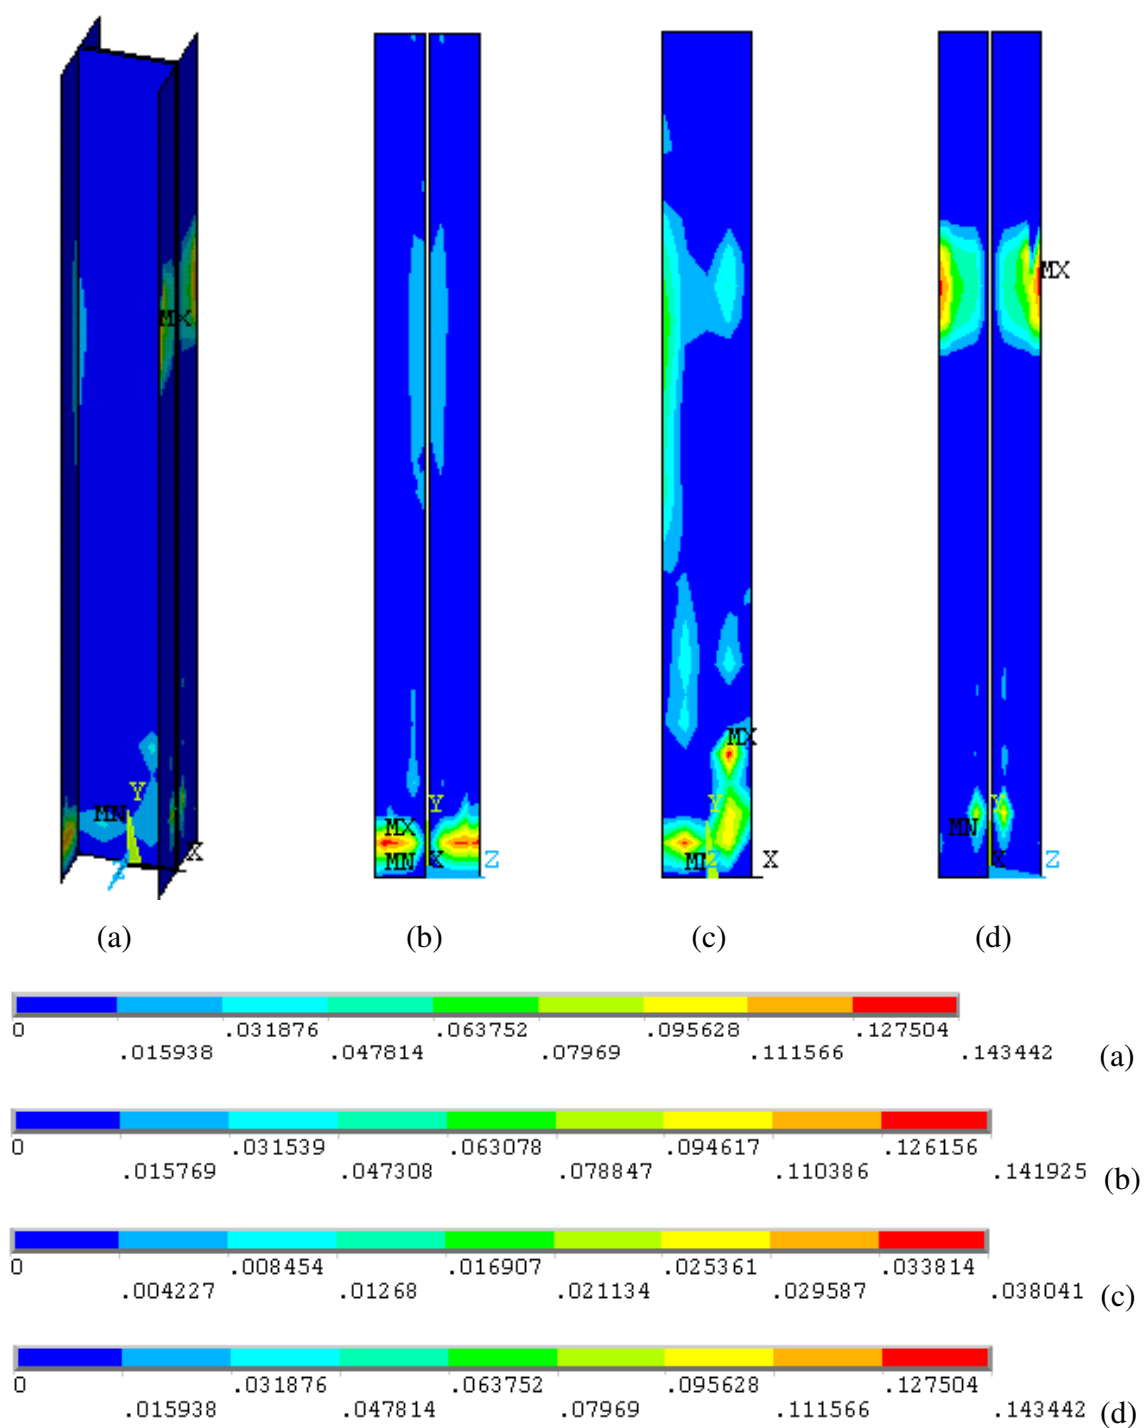 MX
MX
MX
MN
Y
X
Z
MX
MN
Y
X
Z
MN
Y
Z
X
MN
Y
X
Z
(a) (b) (c) (d)
0 .031876 .063752 .095628 .127504
.015938 .047814 .07969 .111566 .143442 (a)
0 .031539 .063078 .094617 .126156
.015769 .047308 .078847 .110386 .141925 (b)
0 .008454 .016907 .025361 .033814
.004227 .01268 .021134 .029587 .038041 (c)
0 .031876 .063752 .095628 .127504
.015938 .047814 .07969 .111566 .143442 (d)